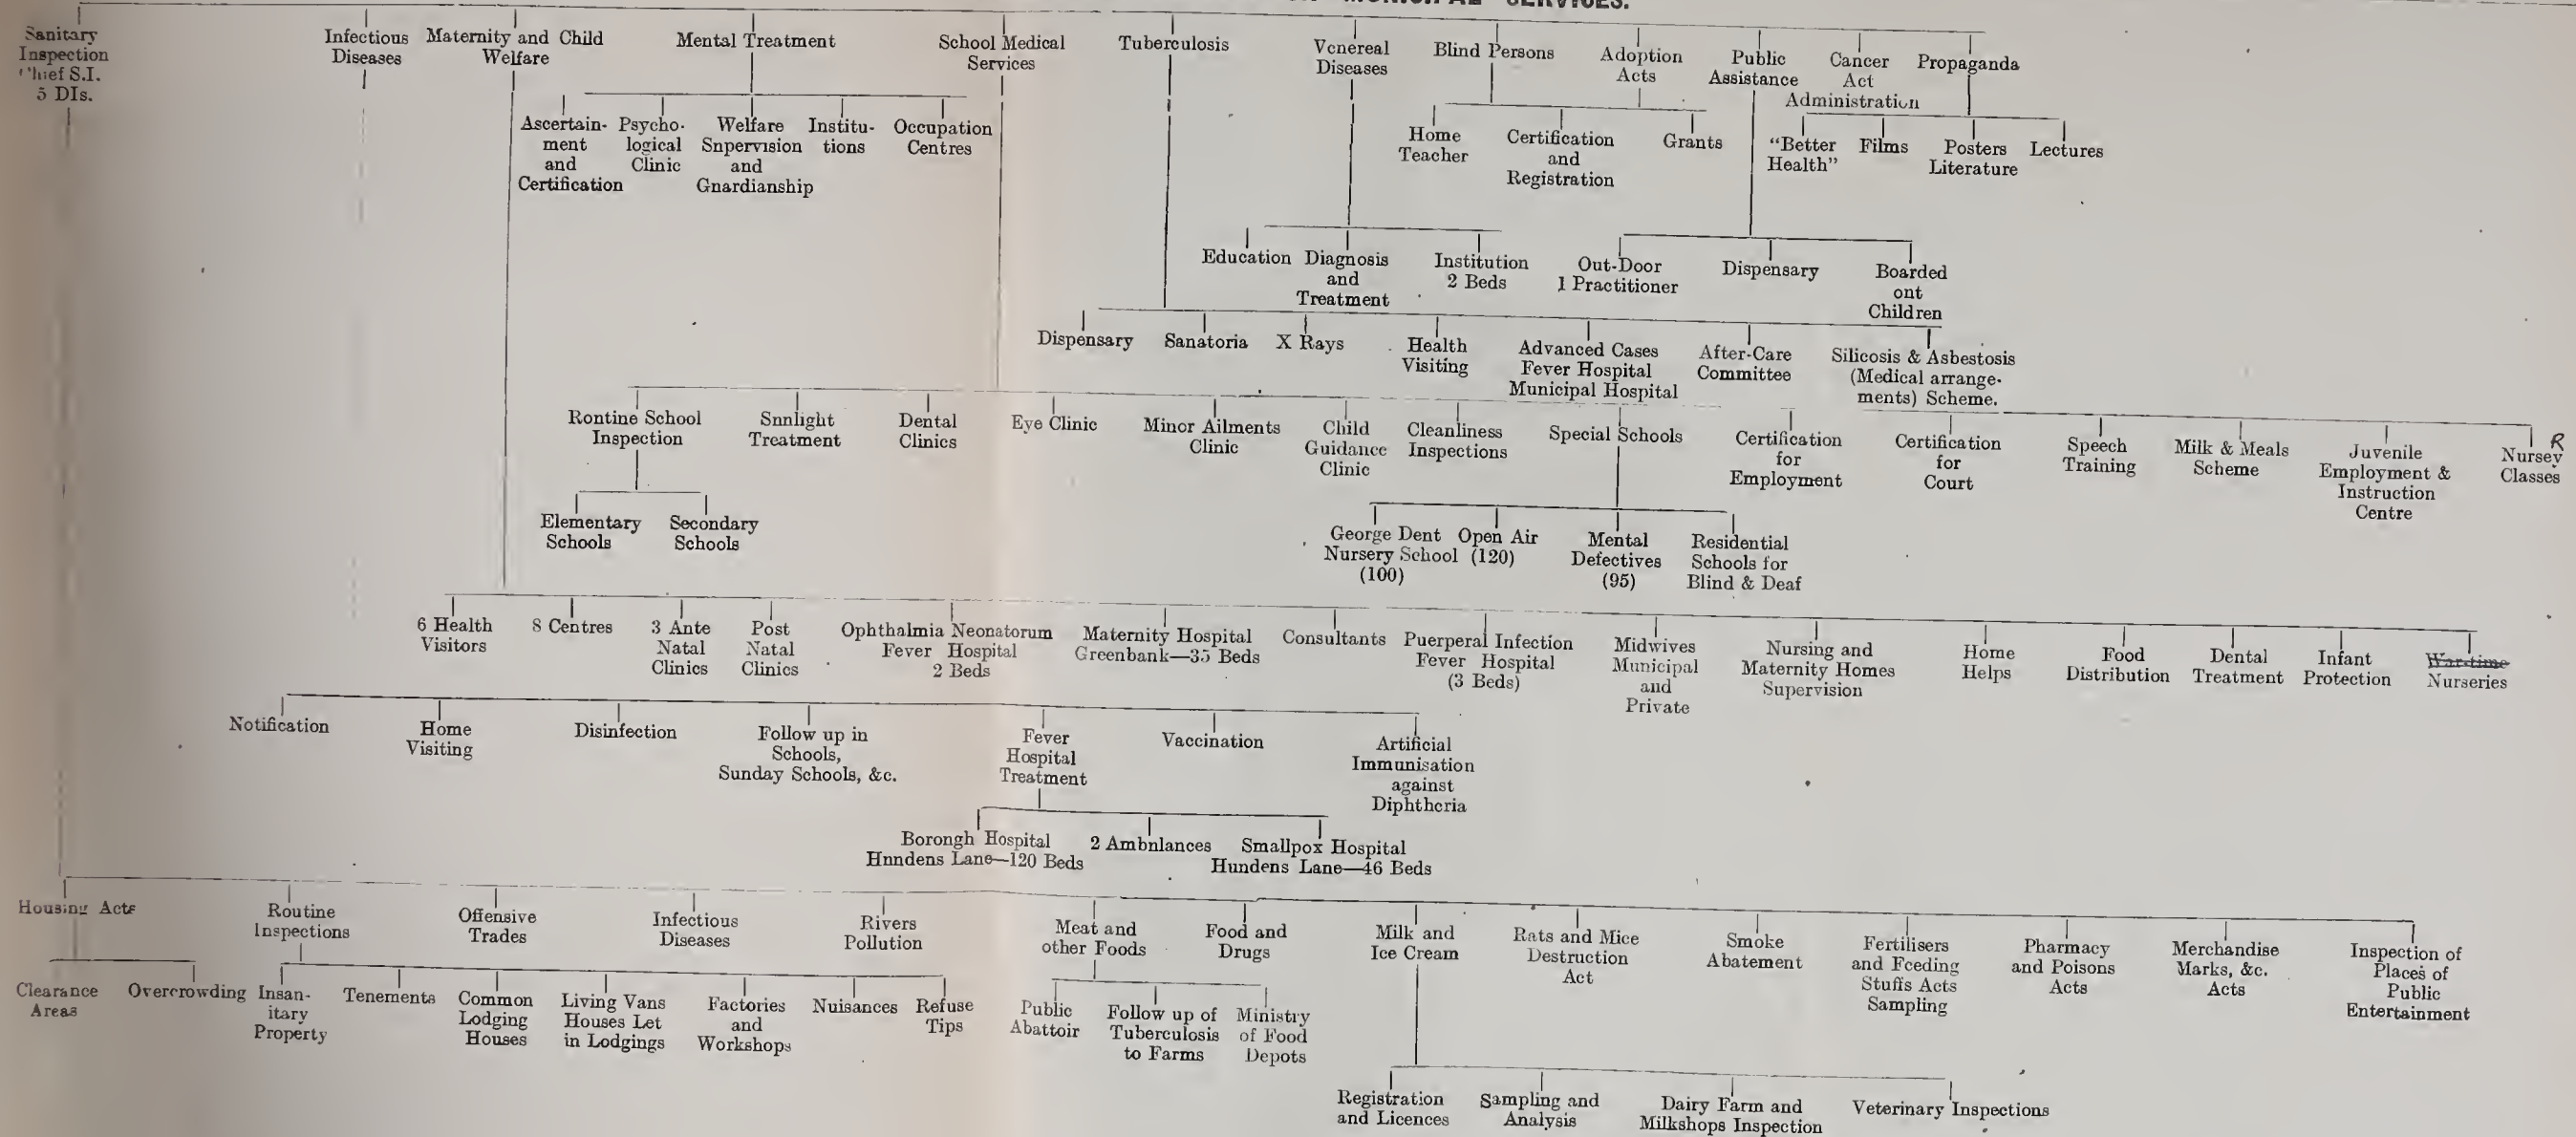 SERVICES.
Sanitary
Inspection
Chief S.I.
5 DIs.
Infectious
Diseases
Maternity and Child
Welfare
Mental Treatment
School Medical
Services
Tuberculosis
Venereal
Diseases
Blind Persons
Adoption
Acts
Public
Assistance
Cancer
Act
Administration
Propaganda
Ascertain-
ment
and
Certification
Psycho-
logical
Clinic
Welfare
Snpervision
and
Gnardianship
Institu-
tions
Occupation
Centres
Home
Teacher
Certification
and
Registration
Grants
"Better
Health"
Films
Posters
Literature
Lectures
Education
Diagnosis
and
Treatment
Institution
2 Beds
Out-Door
1 Practitioner
Dispensary
Boarded
ont
Children
Dispensary
Sanatoria
X Rays
Health
Visiting
Advanced Cases
Fever Hospital
Municipal Hospital
After-Care
Committee
Silicosis & Asbestosis
(Medical arrange-
ments) Scheme.
Rontine School
Inspection
Snnlight
Treatment
Dental
Clinics
Eye Clinic
Minor Ailments
Clinic
Child
Guidance
Clinic
Cleanliness
Inspections
Special Schools
Certification
for
Employment
Certification
for
Court
Speech
Training
Milk & Meals
Scheme
Juvenile
Employment &
Instruction
Centre
R
Nursey
Classes
Elementary
Schools
Secondary
Schools
George Dent
Nursery School
(100)
Open Air
(120)
Mental
Defectives
(95)
Residential
Schools for
Blind & Deaf
6 Health
Visitors
8 Centres
3 Ante
Natal
Clinics
Post
Natal
Clinics
Ophthalmia Neonatorum
Fever Hospital
2 Beds
Maternity Hospital
Greenbank—35 Beds
Consultants
Puerperal Infection
Fever Hospital
(3 Beds)
Midwives
Municipal
and
Private
Nursing and
Maternity Homes
Supervision
Home
Helps
Food
Distribution
Dental
Treatment
Infant
Protection
War-time
Nurseries
Notification
Home
Visiting
Disinfection
Follow up in
Schools,
Sunday Schools, &c.
Fever
Hospital
Treatment
Vaccination
Artificial
Immunisation
against
Diphtheria
Borongh Hospital
Hnndens Lane—120 Beds
2 Ambnlances
Smallpox Hospital
Hundens Lane—46 Beds
Housing Acts
Routine
Inspections
Offensive
Trades
Infectious
Diseases
Rivers
Pollution
Meat and
other Foods
Food and
Drugs
Milk and
Ice Cream
Rats and Mice
Destruction
Act
Smoke
Abatement
Fertilisers
and Feeding
Stuffs Acts
Sampling
Pharmacy
and Poisons
Acts
Merchandise
Marks, &c.
Acts
Inspection of
Places of
Public
Entertainment
Clearance
Areas
Overcrowding
Insan-
itary
Property
Tenements
Common
Lodging
Houses
Living Vans
Houses Let
in Lodgings
Factories
and
Workshops
Nuisances
Refuse
Tips
Public
Abattoir
Follow up of
Tuberculosis
to Farms
Ministry
of Food
Depots
Registration
and Licences
Sampling and
Analysis
Dairy Farm and
Milkshops Inspection
Veterinary Inspections